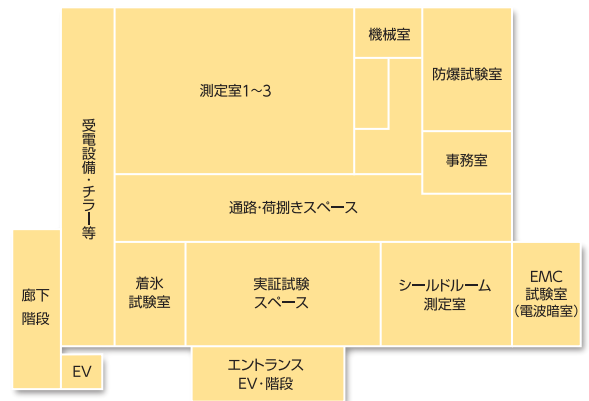 機械室
防爆試験室
測定室1～3
受電設備・チラー等
事務室
通路・荷捌きスペース
廊下
階段
着氷
試験室
実証試験
スペース
シールドルーム
測定室
EMC
試験室
(電波暗室)
EV
エントランス
EV・階段